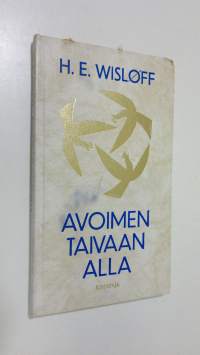 H. E. WISLØFF
AVOIMEN
TAIVAAN
ALLA